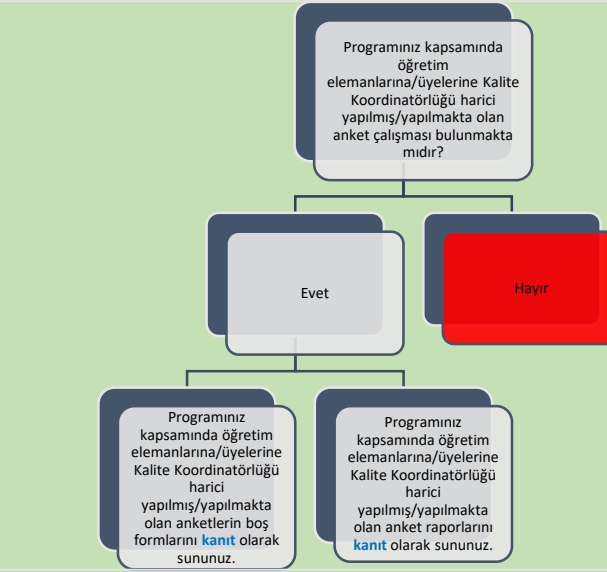 Programınız kapsamında
öğretim
elemanlarına/üyelerine Kalite
Koordinatörlüğü harici
yapılmış/yapılmakta olan
anket çalışması bulunmakta
mıdır?
Evet
Hayır
Programınız
kapsamında öğretim
elemanlarına/üyelerine
Kalite Koordinatörlüğü
harici
yapılmış/yapılmakta
olan anketlerin boş
formlarını kanıt olarak
sununuz.
Programınız
kapsamında öğretim
elemanlarına/üyelerine
Kalite Koordinatörlüğü
harici
yapılmış/yapılmakta
olan anket raporlarını
kanıt olarak sununuz.